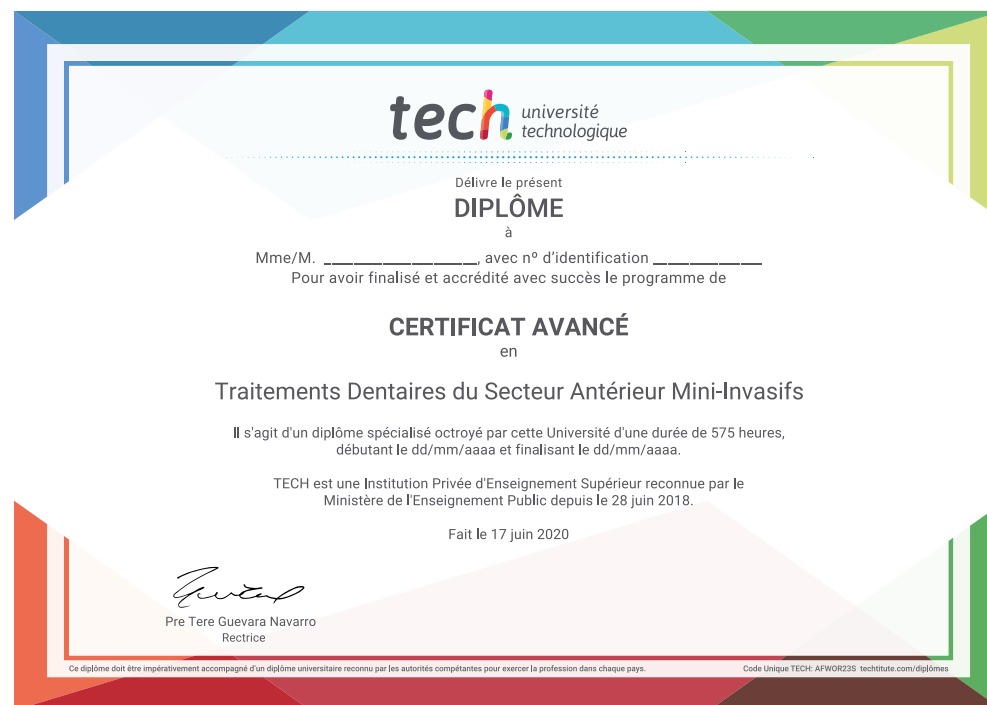 tech université
technologique
Délivre le présent
DIPLÔME
à
Mme/M. ____________________, avec nº d'identification ______________
Pour avoir finalisé et accrédité avec succès le programme de
CERTIFICAT AVANCÉ
en
Traitements Dentaires du Secteur Antérieur Mini-Invasifs
Il s'agit d'un diplôme spécialisé octroyé par cette Université d'une durée de 575 heures,
débutant le dd/mm/aaaa et finalisant le dd/mm/aaaa.
TECH est une Institution Privée d'Enseignement Supérieur reconnue par le
Ministère de l'Enseignement Public depuis le 28 juin 2018.
Fait le 17 juin 2020
Pre Tere Guevara Navarro
Rectrice
Ce diplôme doit être impérativement accompagné d'un diplôme universitaire reconnu par les autorités compétantes pour exercer la profession dans chaque pays.
Code Unique TECH: AFWOR23S techtitute.com/diplômes